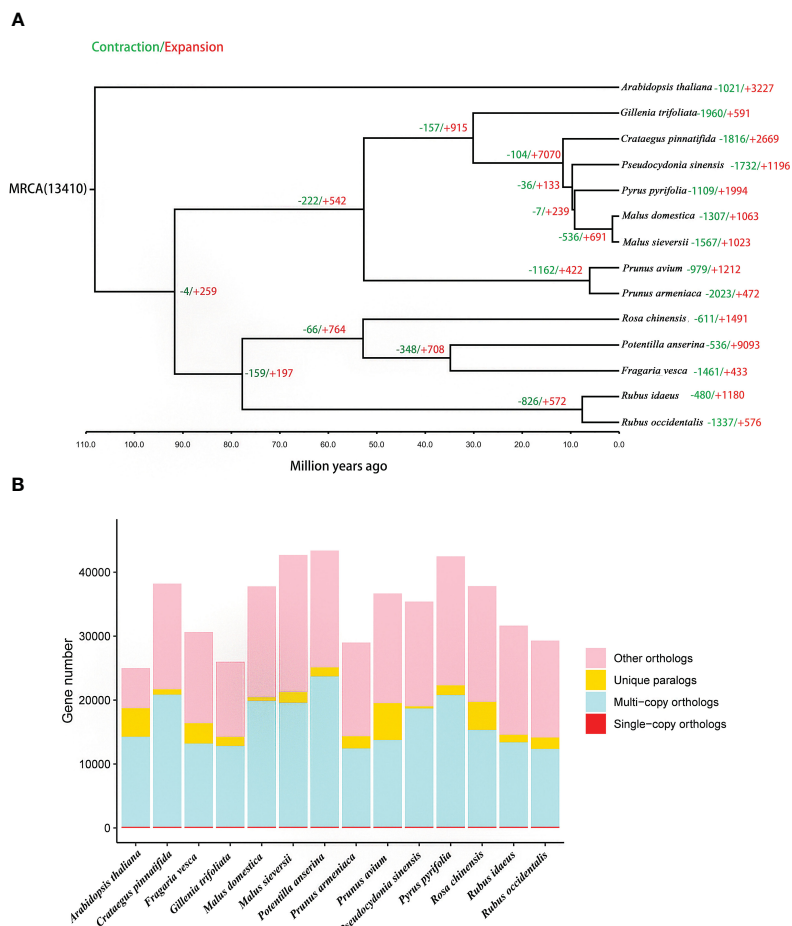 A
Contraction/Expansion
Arabidopsis thaliana -1021/+3227
Gillenia trifoliata-1960/+591
-157/+915
Crataegus pinnatifida -1816/+2669
-104/+7070
Pseudocydonia sinensis -1732/+1196
-36/+133
MRCA(13410)
Pyrus pyrifolia-1109/+1994
-222/+542
-7/+239
Malus domestica -1307/+1063
-536/+691
Malus sieversii -1567/+1023
-1162/+422
Prunus avium -979/+1212
-4/+259
Prunus armeniaca -2023/+472
Rosa chinensis. -611/+1491
-66/+764
Potentilla anserina-536/+9093
-348/+708
-159/+197
Fragaria vesca -1461/+433
Rubus idaeus -480/+1180
-826/+572
Rubus occidentalis -1337/+576
110.0 100.0 90.0 80.0 70.0 60.0 50.0 40.0 30.0 20.0 10.0 0.0
Million years ago
B
Gene number
40000
30000
20000
10000
0
Other orthologs
Unique paralogs
Multi-copy orthologs
Single-copy orthologs
Arabidopsis thaliana
Crataegus pinnatifida
Fragaria vesca
Gillenia trifoliata
Malus domestica
Malus sieversii
Potentilla anserina
Prunus armeniaca
Prunus avium
Pseudocydonia sinensis
Pyrus pyrifolia
Rosa chinensis
Rubus idaeus
Rubus occidentalis